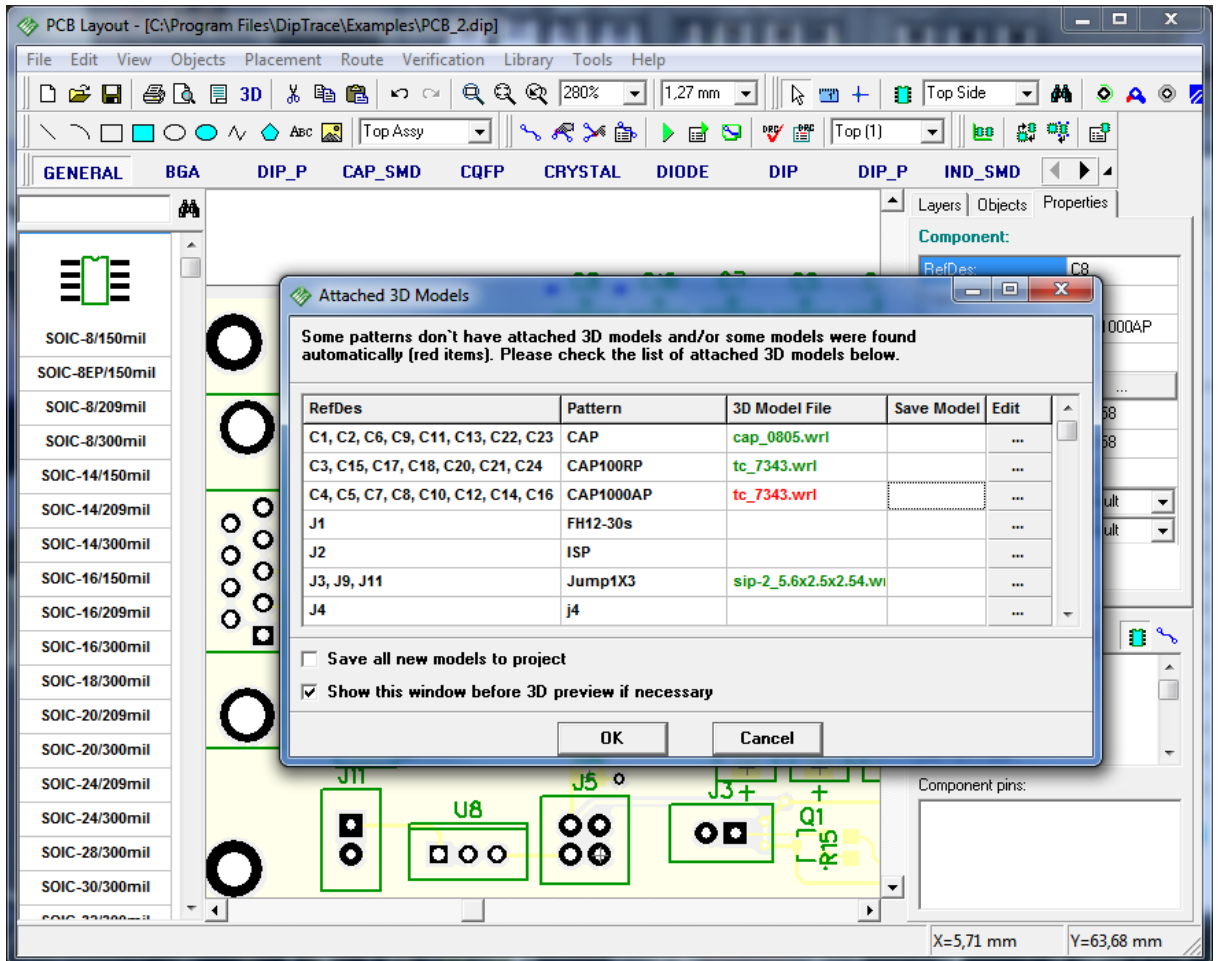 PCB Layout - [C:\Program Files\DipTrace\Examples\PCB_2.dip]
File Edit View Objects Placement Route Verification Library Tools Help
3D 280% 1,27 mm Top Side
ABC Top Assy DRC DRC Top (1)
GENERAL BGA DIP_P CAP_SMD CQFP CRYSTAL DIODE DIP DIP_P IND_SMD
Layers Objects Properties
Component:
RefDes: C8
1000AP
...
58
58
ult
ult
SOIC-8/150mil
SOIC-8EP/150mil
SOIC-8/209mil
SOIC-8/300mil
SOIC-14/150mil
SOIC-14/209mil
SOIC-14/300mil
SOIC-16/150mil
SOIC-16/209mil
SOIC-16/300mil
SOIC-18/300mil
SOIC-20/209mil
SOIC-20/300mil
SOIC-24/209mil
SOIC-24/300mil
SOIC-28/300mil
SOIC-30/300mil
Attached 3D Models
Some patterns don`t have attached 3D models and/or some models were found
automatically (red items). Please check the list of attached 3D models below.
RefDes Pattern 3D Model File Save Model Edit
C1, C2, C6, C9, C11, C13, C22, C23 CAP cap_0805.wrl ...
C3, C15, C17, C18, C20, C21, C24 CAP100RP tc_7343.wrl ...
C4, C5, C7, C8, C10, C12, C14, C16 CAP1000AP tc_7343.wrl ...
J1 FH12-30s ...
J2 ISP ...
J3, J9, J11 Jump1X3 sip-2_5.6x2.5x2.54.wr ...
J4 j4 ...
Save all new models to project
Show this window before 3D preview if necessary
OK Cancel
J11 U8 J5 J3 + + Q1 R15
Component pins:
X=5,71 mm Y=63,68 mm